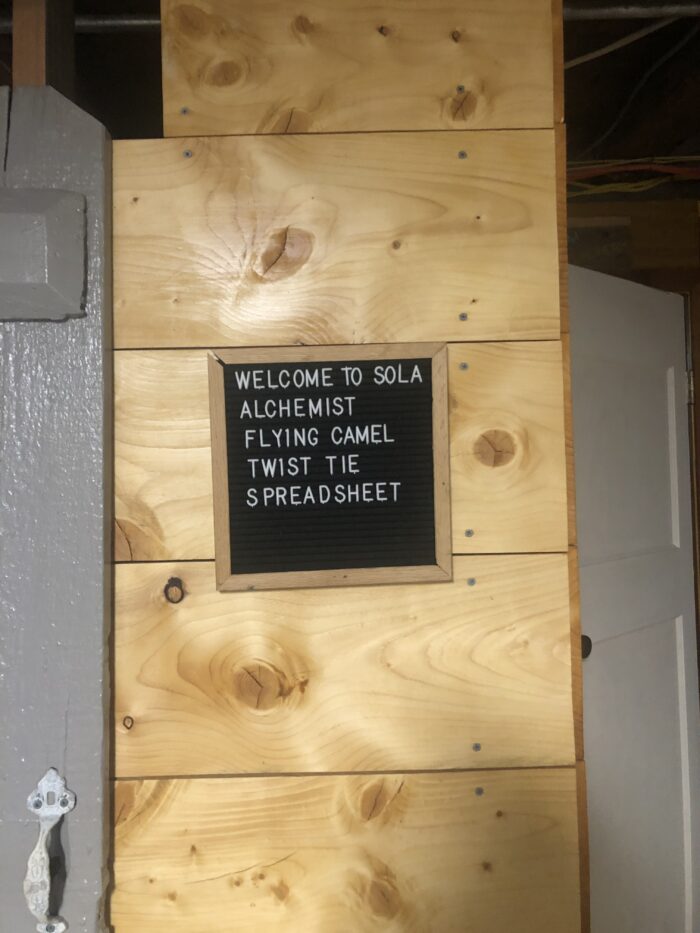 WELCOME TO SOLA
ALCHEMIST
FLYING CAMEL
TWIST TIE
SPREADSHEET